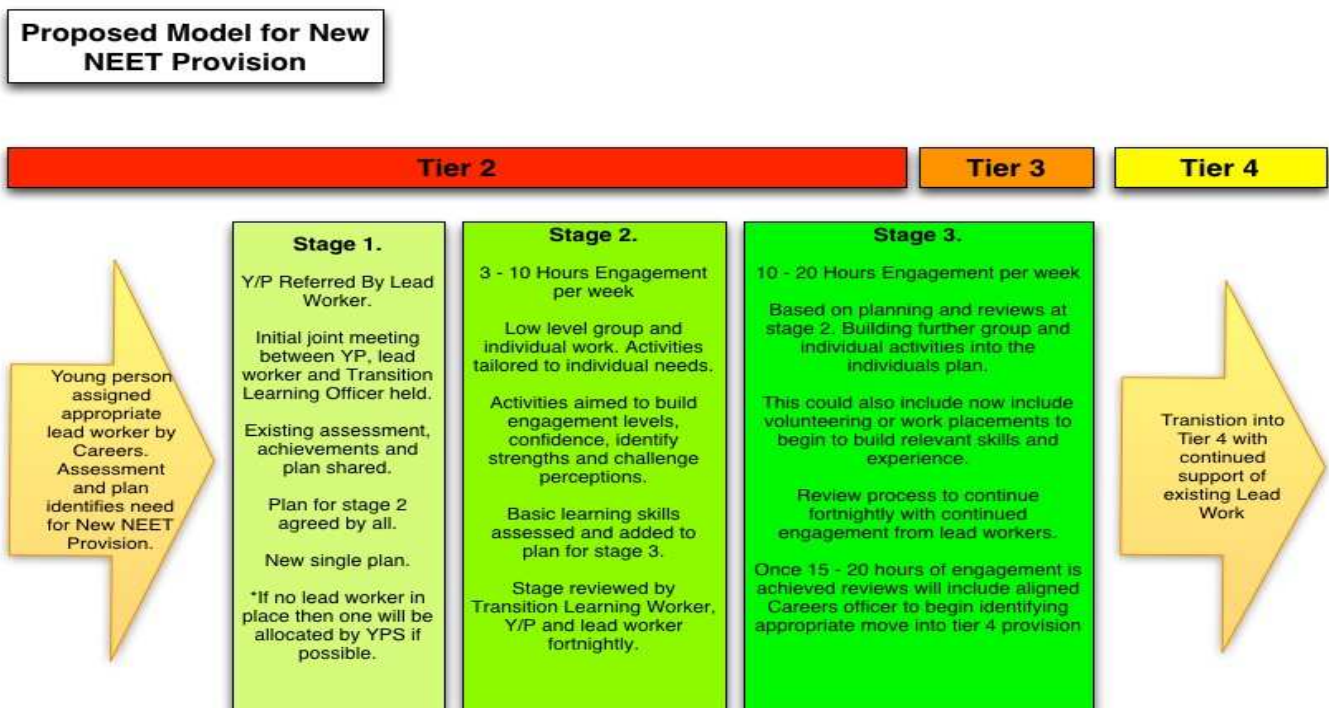 Proposed Model for New
NEET Provision
Tier 2
Tier 3
Tier 4
Young person
assigned
appropriate
lead worker by
Careers.
Assessment
and plan
identifies need
for New NEET
Provision.
Stage 1.
Y/P Referred By Lead
Worker.
Initial joint meeting
between YP, lead
worker and Transition
Learning Officer held.
Existing assessment,
achievements and
plan shared.
Plan for stage 2
agreed by all.
New single plan.
*If no lead worker in
place then one will be
allocated by YPS if
possible.
Stage 2.
3 - 10 Hours Engagement
per week
Low level group and
individual work. Activities
tailored to individual needs.
Activities aimed to build
engagement levels,
confidence, identify
strengths and challenge
perceptions.
Basic learning skills
assessed and added to
plan for stage 3.
Stage reviewed by
Transition Learning Worker,
Y/P and lead worker
fortnightly.
Stage 3.
10 - 20 Hours Engagement per week
Based on planning and reviews at
stage 2. Building further group and
individual activities into the
individuals plan.
This could also include now include
volunteering or work placements to
begin to build relevant skills and
experience.
Review process to continue
fortnightly with continued
engagement from lead workers.
Once 15 - 20 hours of engagement is
achieved reviews will include aligned
Careers officer to begin identifying
appropriate move into tier 4 provision
Tranistion into
Tier 4 with
continued
support of
existing Lead
Work